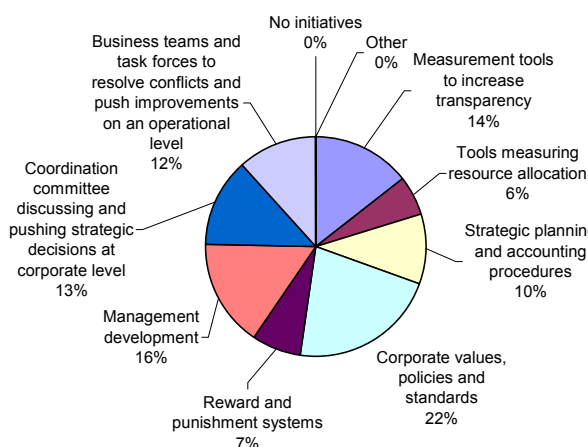 No initiatives
0%
Other
0%
Measurement tools
to increase
transparency
14%
Tools measuring
resource allocation
6%
Strategic planning
and accounting
procedures
10%
Corporate values,
policies and
standards
22%
Reward and
punishment systems
7%
Management
development
16%
Coordination
committee
discussing and
pushing strategic
decisions at
corporate level
13%
Business teams and
task forces to
resolve conflicts and
push improvements
on an operational
level
12%